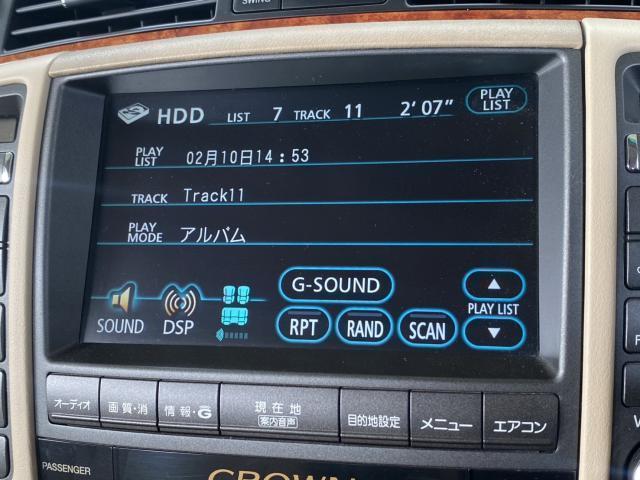 SWING
HDD LIST 7 TRACK 11 2'07"
PLAY LIST
PLAY LIST 02月10日14:53
TRACK Track11
PLAY MODE アルバム
G-SOUND
SOUND DSP RPT RAND SCAN PLAY LIST
オーディオ 画質・消 情報・G 現在地 案内音声 目的地設定 メニュー エアコン
PASSENGER
CROWN